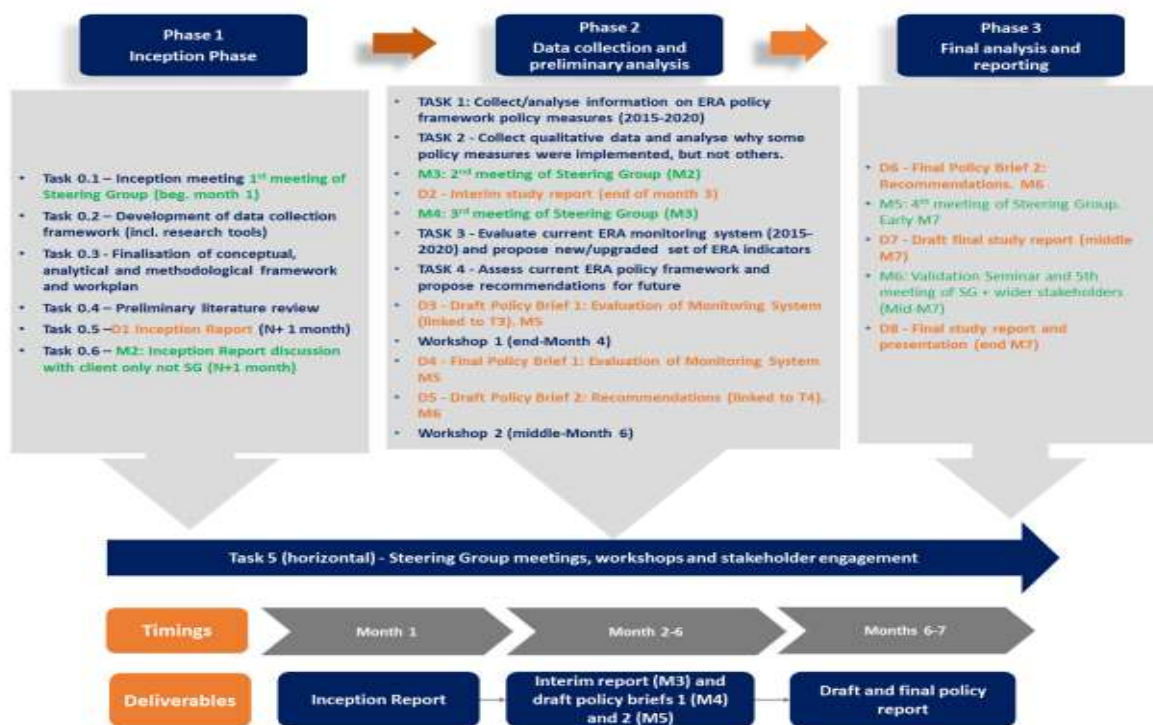 Phase 1
Inception Phase
Phase 2
Data collection and
preliminary analysis
Phase 3
Final analysis and
reporting
• Task 0.1 – Inception meeting 1st meeting of
Steering Group (beg. month 1)
• Task 0.2 – Development of data collection
framework (incl. research tools)
• Task 0.3 – Finalisation of conceptual,
analytical and methodological framework
and workplan
• Task 0.4 – Preliminary literature review
• Task 0.5 –D1 Inception Report (N+ 1 month)
• Task 0.6 – M2: Inception Report discussion
with client only not SG (N+1 month)
• TASK 1: Collect/analyse information on ERA policy
framework policy measures (2015-2020)
• TASK 2 - Collect qualitative data and analyse why some
policy measures were implemented, but not others.
• M3: 2nd meeting of Steering Group (M2)
• D2 - Interim study report (end of month 3)
• M4: 3rd meeting of Steering Group (M3)
• TASK 3 - Evaluate current ERA monitoring system (2015-
2020) and propose new/upgraded set of ERA indicators
• TASK 4 - Assess current ERA policy framework and
propose recommendations for future
• D3 - Draft Policy Brief 1: Evaluation of Monitoring System
(linked to T3). M5
• Workshop 1 (end-Month 4)
• D4 - Final Policy Brief 1: Evaluation of Monitoring System
M5
• D5 - Draft Policy Brief 2: Recommendations (linked to T4).
M6
• Workshop 2 (middle-Month 6)
• D6 - Final Policy Brief 2:
Recommendations. M6
• M5: 4th meeting of Steering Group.
Early M7
• D7 - Draft final study report (middle
M7)
• M6: Validation Seminar and 5th
meeting of SG + wider stakeholders
(Mid-M7)
• D8 - Final study report and
presentation (end M7)
Task 5 (horizontal) - Steering Group meetings, workshops and stakeholder engagement
Timings
Month 1
Month 2-6
Months 6-7
Deliverables
Inception Report
Interim report (M3) and
draft policy briefs 1 (M4)
and 2 (M5)
Draft and final policy
report